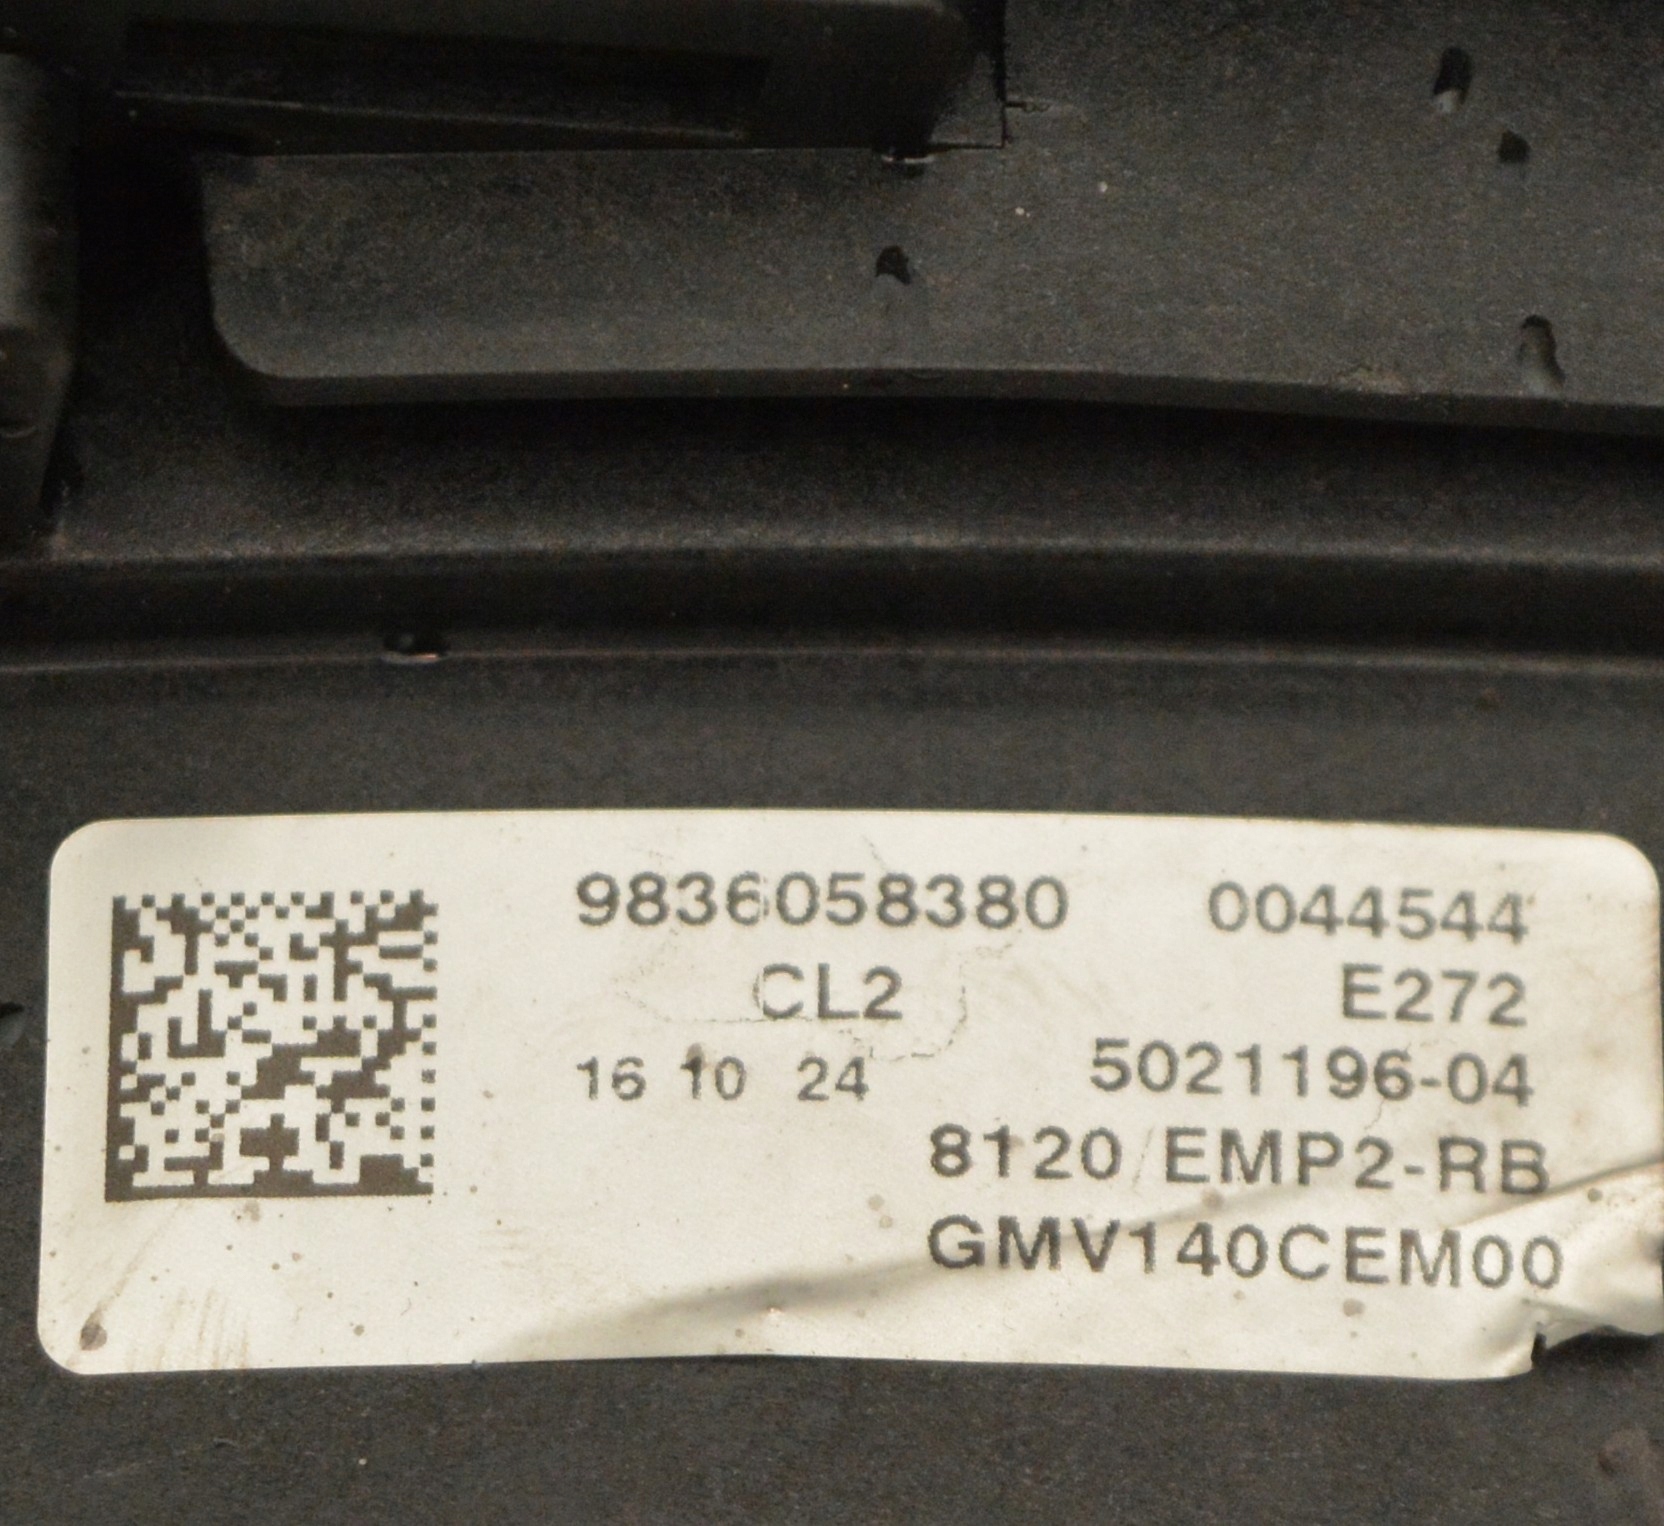 9836058380 0044544
CL2 E272
16 10 24 5021196-04
8120 EMP2-RB
GMV140CEM00